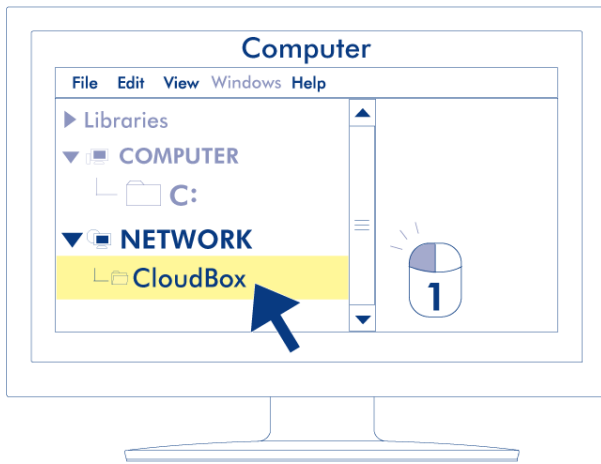 Computer
File Edit View Windows Help
Libraries
COMPUTER
C:
NETWORK
CloudBox
1